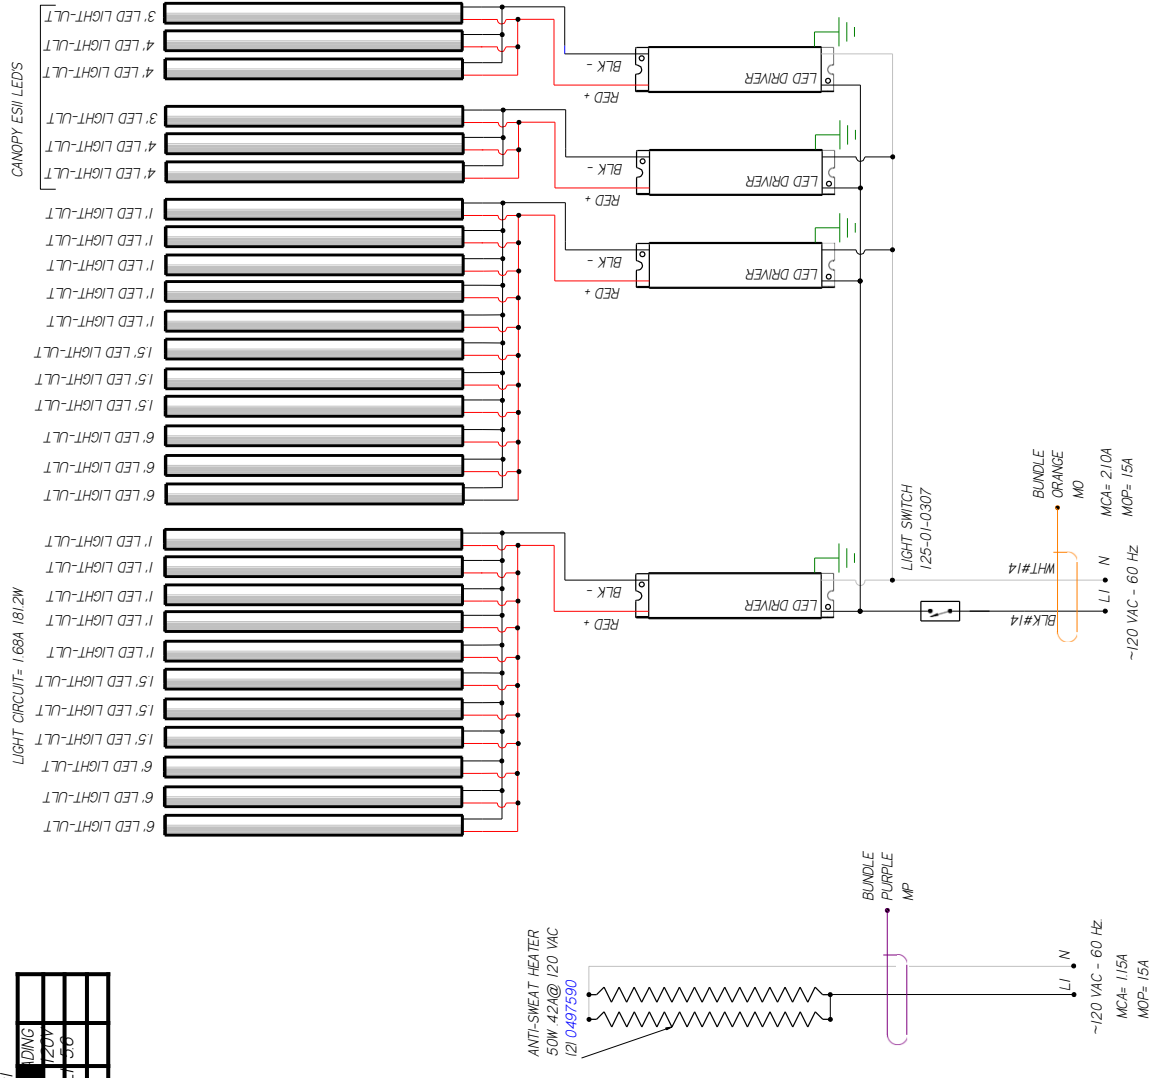 CANOPY ESII LED'S
3', LED LIGHT-ULT
4', LED LIGHT-ULT
4', LED LIGHT-ULT
3', LED LIGHT-ULT
4', LED LIGHT-ULT
4', LED LIGHT-ULT
1', LED LIGHT-ULT
1', LED LIGHT-ULT
1', LED LIGHT-ULT
1', LED LIGHT-ULT
1', LED LIGHT-ULT
1.5', LED LIGHT-ULT
1.5', LED LIGHT-ULT
1.5', LED LIGHT-ULT
6', LED LIGHT-ULT
6', LED LIGHT-ULT
6', LED LIGHT-ULT
LIGHT CIRCUIT= 1.68A 181.2W
1', LED LIGHT-ULT
1', LED LIGHT-ULT
1', LED LIGHT-ULT
1', LED LIGHT-ULT
1', LED LIGHT-ULT
1.5', LED LIGHT-ULT
1.5', LED LIGHT-ULT
1.5', LED LIGHT-ULT
6', LED LIGHT-ULT
6', LED LIGHT-ULT
6', LED LIGHT-ULT
BLK -
RED +
LED DRIVER
BLK -
RED +
LED DRIVER
BLK -
RED +
LED DRIVER
BLK -
RED +
LED DRIVER
LIGHT SWITCH
125-01-0307
BUNDLE
ORANGE
MO
WHT#14
BLK#14
L1 N
~120 VAC - 60 Hz
MCA= 2.10A
MOP= 15A
ANTI-SWEAT HEATER
50W .42A@ 120 VAC
(2) 0497590
BUNDLE
PURPLE
MP
L1 N
~120 VAC - 60 Hz.
MCA= 1.15A
MOP= 15A
ADING
120V
5.6